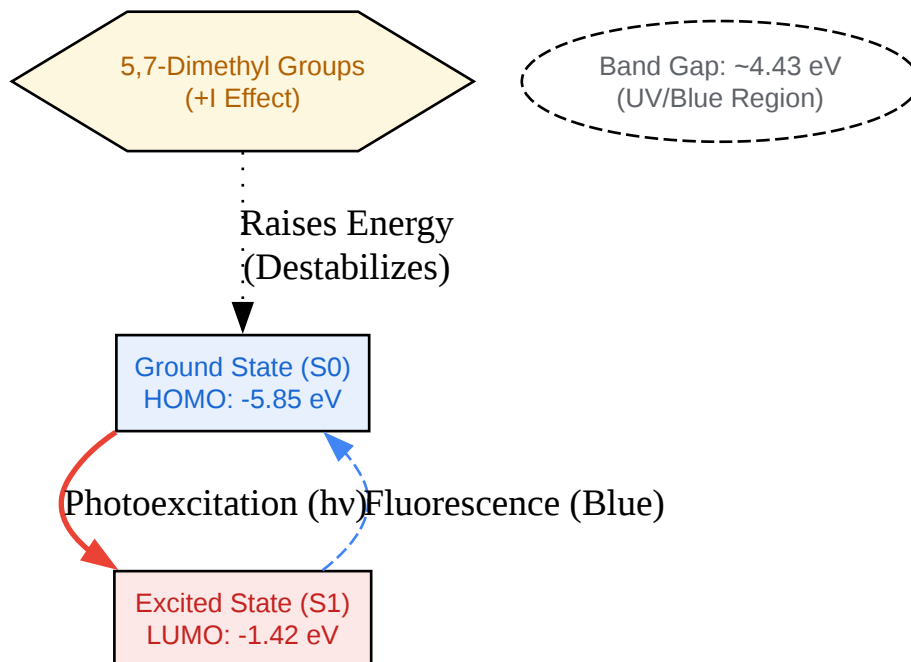 5,7-Dimethyl Groups
(+I Effect)
Band Gap: ~4.43 eV
(UV/Blue Region)
Raises Energy
(Destabilizes)
Ground State (S0)
HOMO: -5.85 eV
Photoexcitation (hν)
Fluorescence (Blue)
Excited State (S1)
LUMO: -1.42 eV